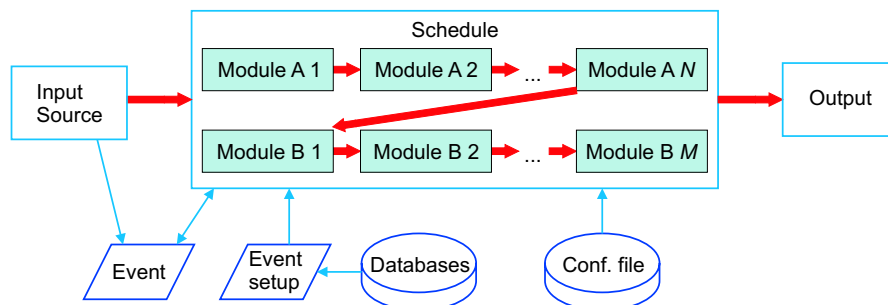 Schedule
Module A 1
Module A 2
...
Module A N
Input
Source
Output
Module B 1
Module B 2
...
Module B M
Event
Event
setup
Databases
Conf. file